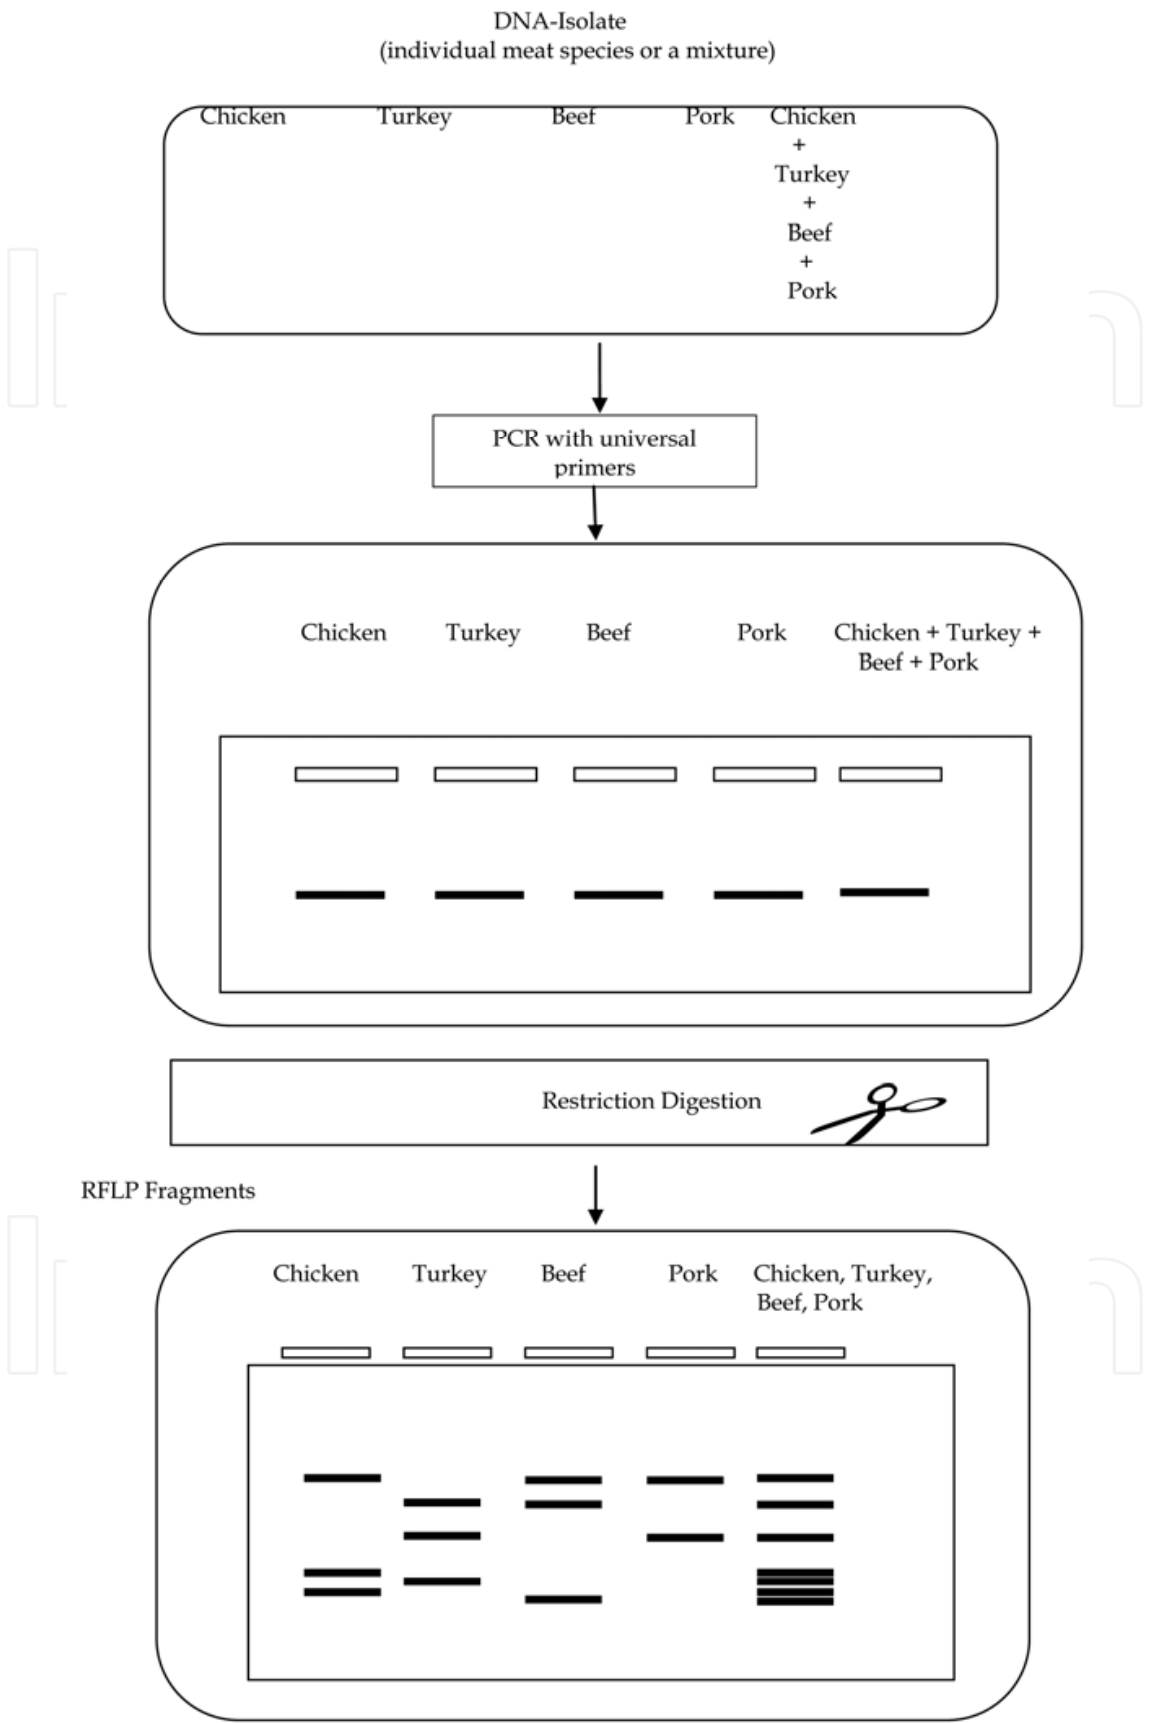 DNA-Isolate
(individual meat species or a mixture)
Chicken Turkey Beef Pork Chicken
+
Turkey
+
Beef
+
Pork
PCR with universal
primers
Chicken Turkey Beef Pork Chicken + Turkey +
Beef + Pork
Restriction Digestion
RFLP Fragments
Chicken Turkey Beef Pork Chicken, Turkey,
Beef, Pork